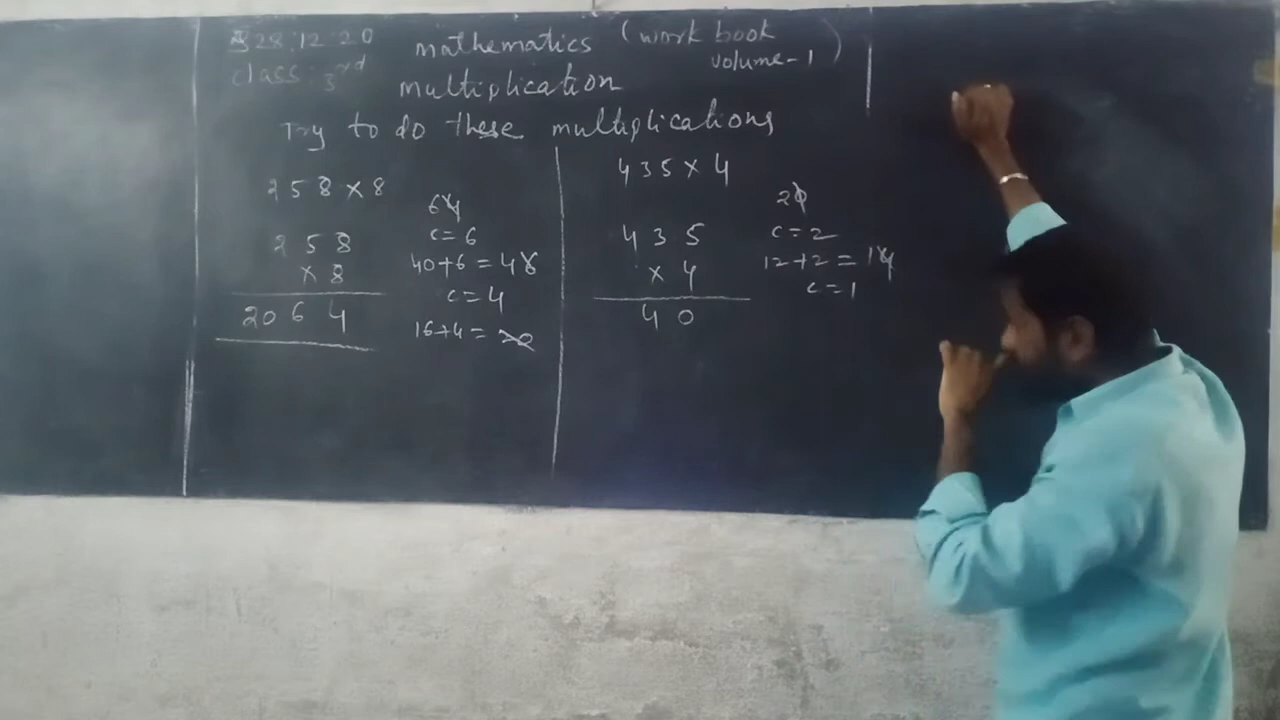 28:12:20 mathematics (work book volume-1)
class: 3rd multiplication
Try to do these multiplications
258×8
258
×8
2064
64
c=6
40+6=48
c=4
16+4=20
435×4
435
×4
40
20
c=2
12+2=14
c=1